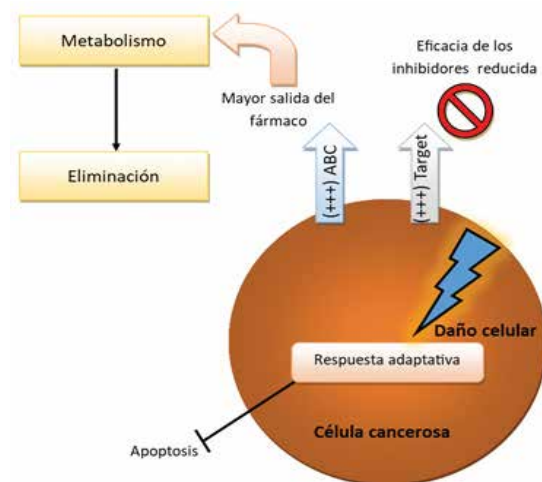 Metabolismo
Eliminación
Mayor salida del
fármaco
Eficacia de los
inhibidores reducida
(+++) ABC
(+++) Target
Daño celular
Respuesta adaptativa
Célula cancerosa
Apoptosis